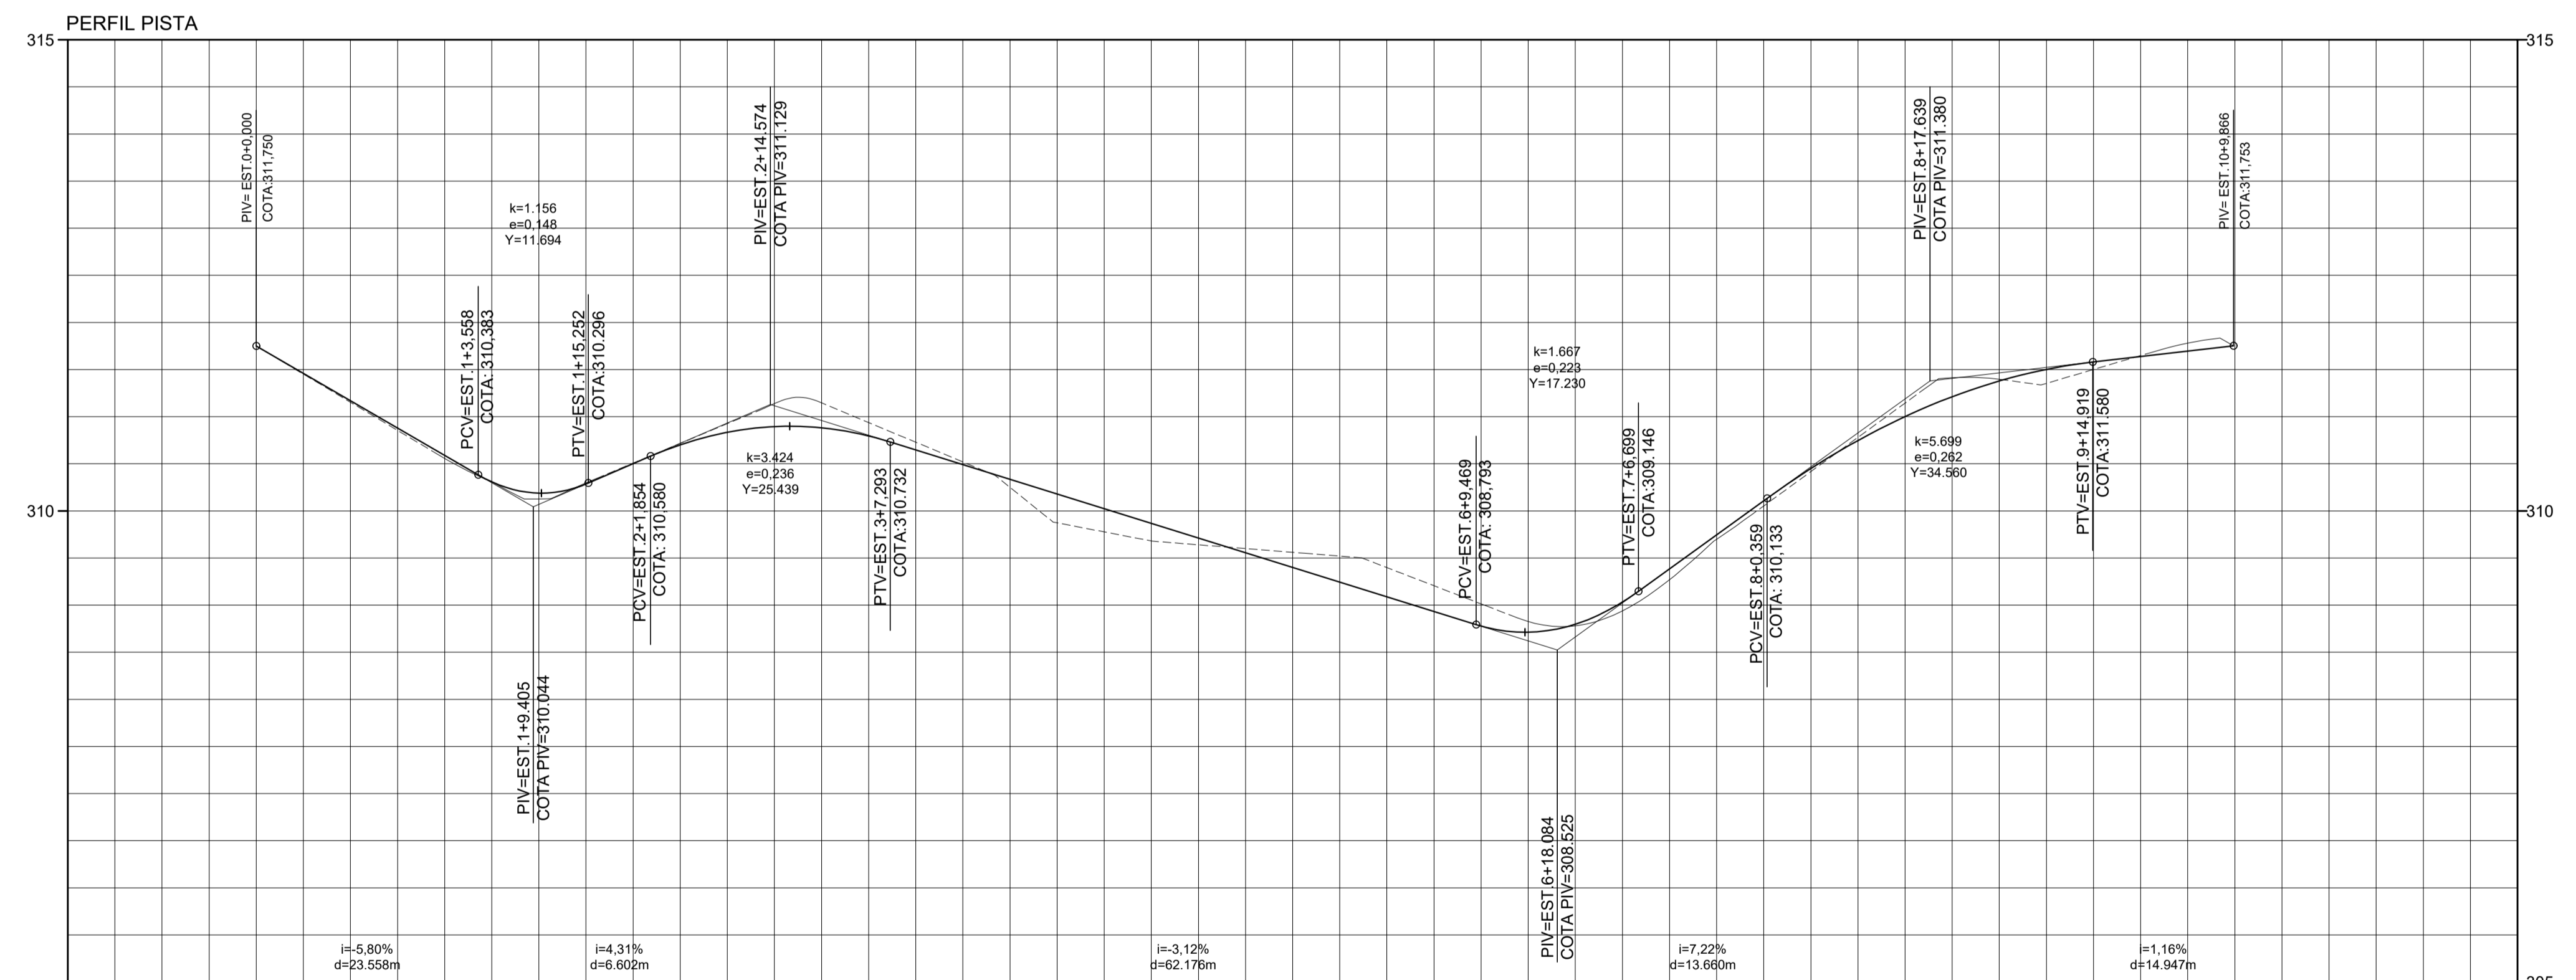 PERFIL PISTA
315
315
PIV= EST.0+0,000
COTA:311,750
PCV=EST.1+3,558
COTA: 310,383
k=1.156
e=0,148
Y=11.694
PIV=EST.1+9.405
COTA PIV=310.044
PTV=EST.1+15,252
COTA:310.296
PCV=EST.2+1,854
COTA: 310,580
PIV=EST.2+14.574
COTA PIV=311.129
k=3.424
e=0,236
Y=25.439
PTV=EST.3+7,293
COTA:310.732
PCV=EST.6+9,469
COTA: 308,793
k=1.667
e=0,223
Y=17.230
PIV=EST.6+18.084
COTA PIV=308.525
PTV=EST.7+6,699
COTA:309.146
PCV=EST.8+0,359
COTA: 310,133
PIV=EST.8+17.639
COTA PIV=311.380
k=5.699
e=0,262
Y=34.560
PTV=EST.9+14,919
COTA:311.580
PIV= EST.10+9,866
COTA:311,753
310
310
i=-5,80%
d=23.558m
i=4,31%
d=6.602m
i=-3,12%
d=62.176m
i=7,22%
d=13.660m
i=1,16%
d=14.947m